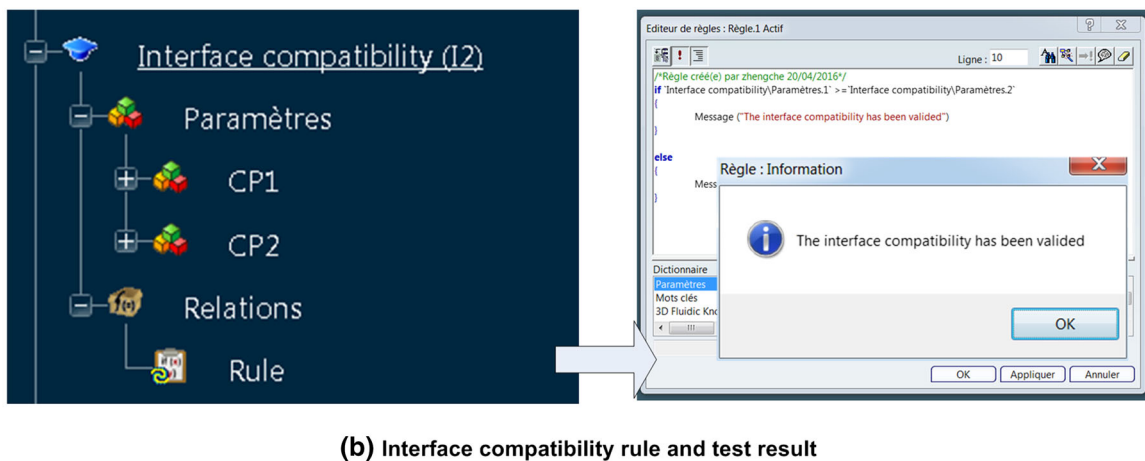 Interface compatibility (I2)
Paramètres
CP1
CP2
Relations
Rule
Editeur de règles : Règle.1 Actif
Ligne : 10
/*Règle créé(e) par zhengche 20/04/2016*/
if `Interface compatibility\Paramètres.1` >=`Interface compatibility\Paramètres.2`
{
Message ("The interface compatibility has been valided")
}
else
{
Mess
}
Règle : Information
The interface compatibility has been valided
OK
Dictionnaire
Paramètres
Mots clés
3D Fluidic Kno
OK
Appliquer
Annuler
(b) Interface compatibility rule and test result